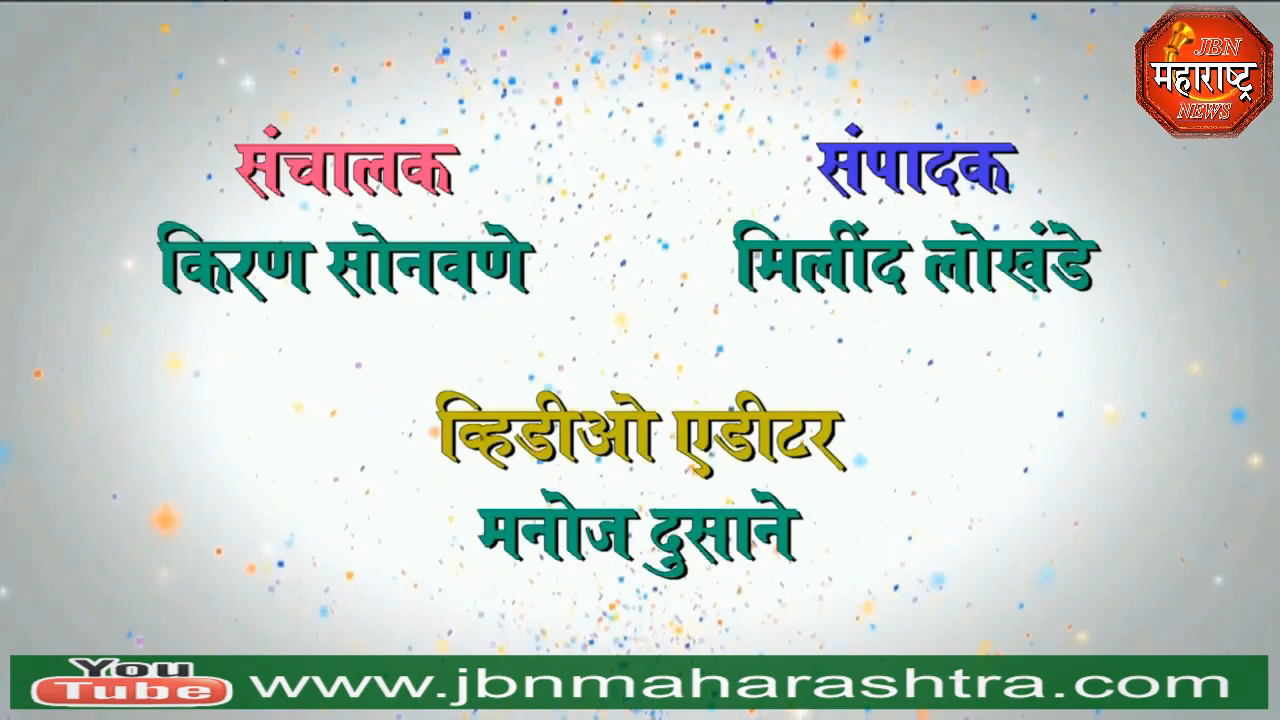 JBN
महाराष्ट्र
NEWS
संचालक
किरण सोनवणे
संपादक
मिलींद लोखंडे
व्हिडीओ एडीटर
मनोज दुसाने
You
Tube
www.jbnmaharashtra.com